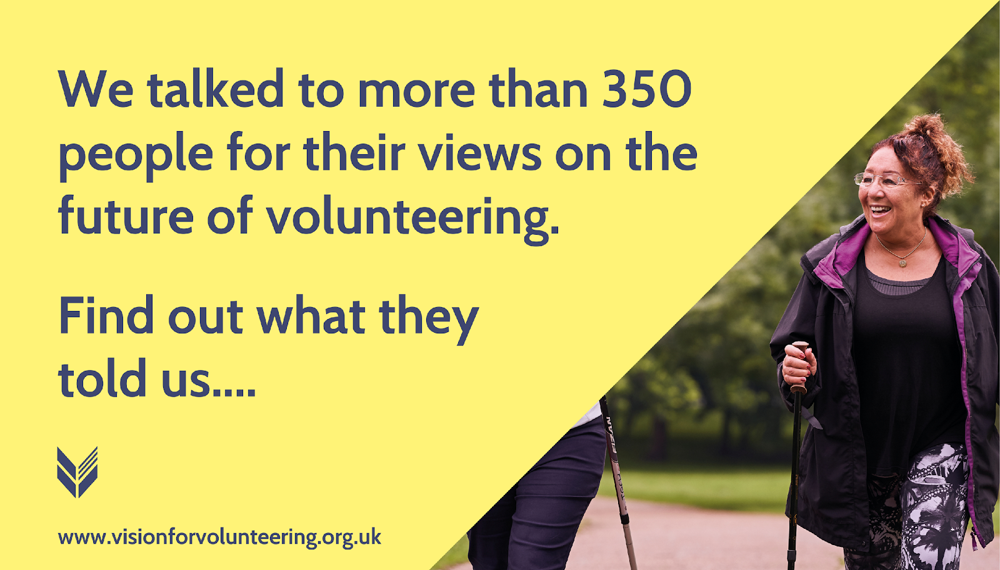 We talked to more than 350
people for their views on the
future of volunteering.
Find out what they
told us....
www.visionforvolunteering.org.uk
FIZAN